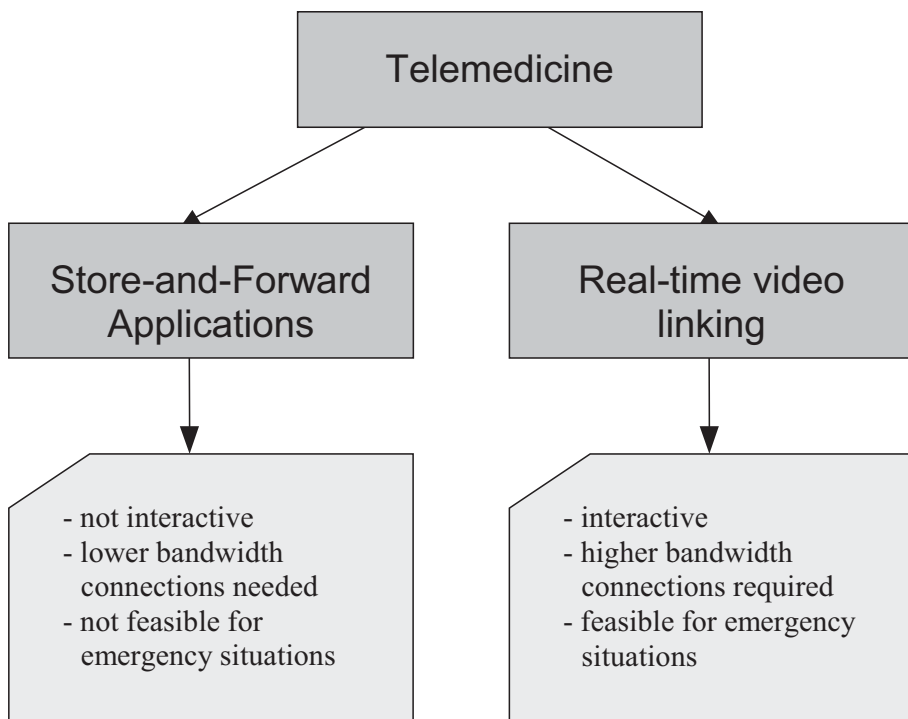 Telemedicine
Store-and-Forward
Applications
Real-time video
linking
- not interactive
- lower bandwidth
connections needed
- not feasible for
emergency situations
- interactive
- higher bandwidth
connections required
- feasible for emergency
situations